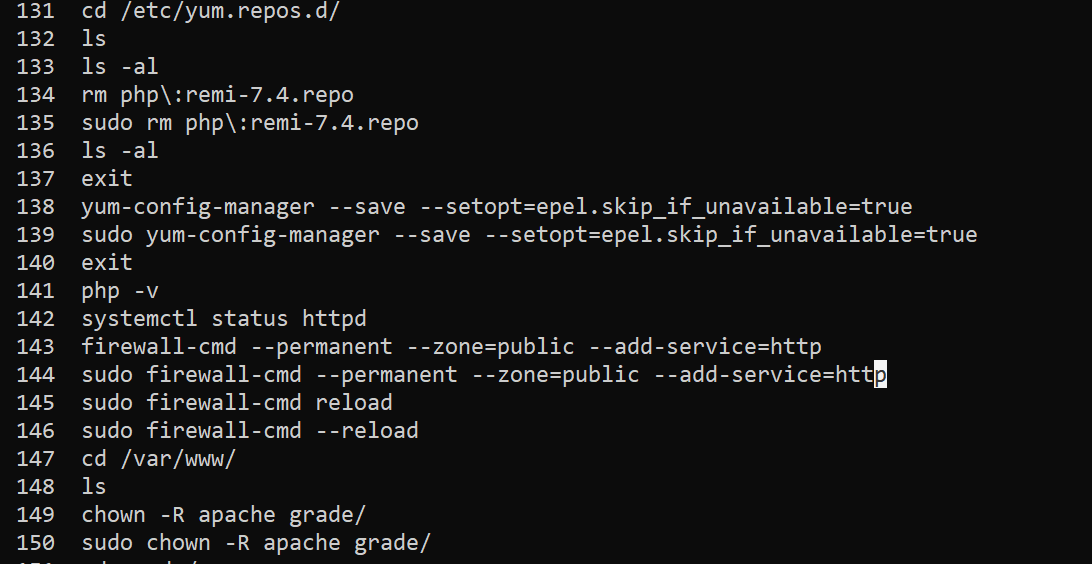 131 cd /etc/yum.repos.d/
132 ls
133 ls -al
134 rm php\:remi-7.4.repo
135 sudo rm php\:remi-7.4.repo
136 ls -al
137 exit
138 yum-config-manager --save --setopt=epel.skip_if_unavailable=true
139 sudo yum-config-manager --save --setopt=epel.skip_if_unavailable=true
140 exit
141 php -v
142 systemctl status httpd
143 firewall-cmd --permanent --zone=public --add-service=http
144 sudo firewall-cmd --permanent --zone=public --add-service=http
145 sudo firewall-cmd reload
146 sudo firewall-cmd --reload
147 cd /var/www/
148 ls
149 chown -R apache grade/
150 sudo chown -R apache grade/